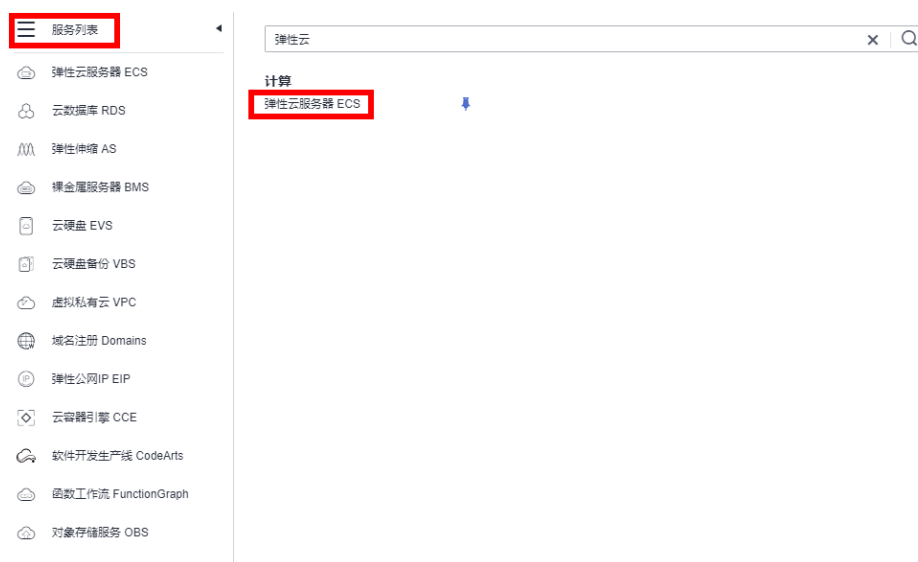 服务列表
弹性云服务器 ECS
云数据库 RDS
弹性伸缩 AS
裸金属服务器 BMS
云硬盘 EVS
云硬盘备份 VBS
虚拟私有云 VPC
域名注册 Domains
弹性公网IP EIP
云容器引擎 CCE
软件开发生产线 CodeArts
函数工作流 FunctionGraph
对象存储服务 OBS
弹性云
计算
弹性云服务器 ECS